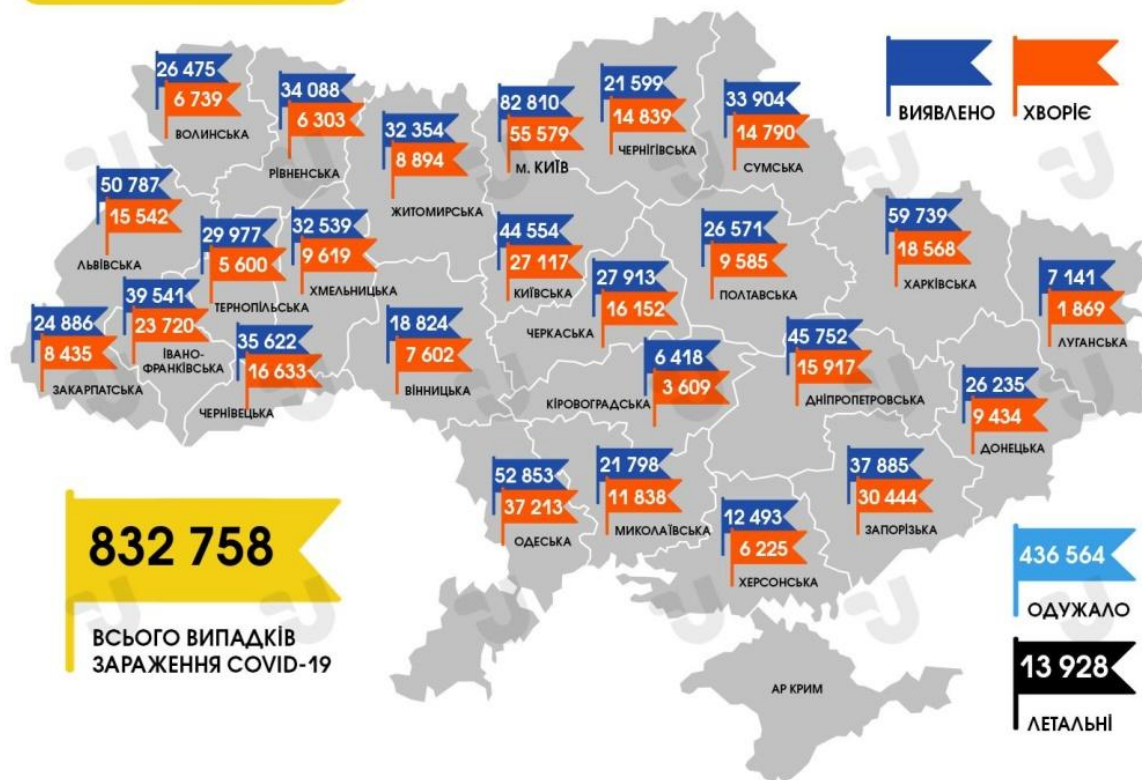 ВИЯВЛЕНО
ХВОРІЄ
26 475
6 739
ВОЛИНСЬКА
34 088
6 303
РІВНЕНСЬКА
32 354
8 894
ЖИТОМИРСЬКА
82 810
55 579
м. КИЇВ
21 599
14 839
ЧЕРНІГІВСЬКА
33 904
14 790
СУМСЬКА
50 787
15 542
ЛЬВІВСЬКА
29 977
5 600
ТЕРНОПІЛЬСЬКА
32 539
9 619
ХМЕЛЬНИЦЬКА
44 554
27 117
КИЇВСЬКА
27 913
16 152
ЧЕРКАСЬКА
26 571
9 585
ПОЛТАВСЬКА
59 739
18 568
ХАРКІВСЬКА
7 141
1 869
ЛУГАНСЬКА
24 886
8 435
ЗАКАРПАТСЬКА
39 541
23 720
ІВАНО-
ФРАНКІВСЬКА
35 622
16 633
ЧЕРНІВЕЦЬКА
18 824
7 602
ВІННИЦЬКА
6 418
3 609
КІРОВОГРАДСЬКА
45 752
15 917
ДНІПРОПЕТРОВСЬКА
26 235
9 434
ДОНЕЦЬКА
52 853
37 213
ОДЕСЬКА
21 798
11 838
МИКОЛАЇВСЬКА
12 493
6 225
ХЕРСОНСЬКА
37 885
30 444
ЗАПОРІЗЬКА
832 758
ВСЬОГО ВИПАДКІВ
ЗАРАЖЕННЯ COVID-19
АР КРИМ
436 564
ОДУЖАЛО
13 928
ЛЕТАЛЬНІ